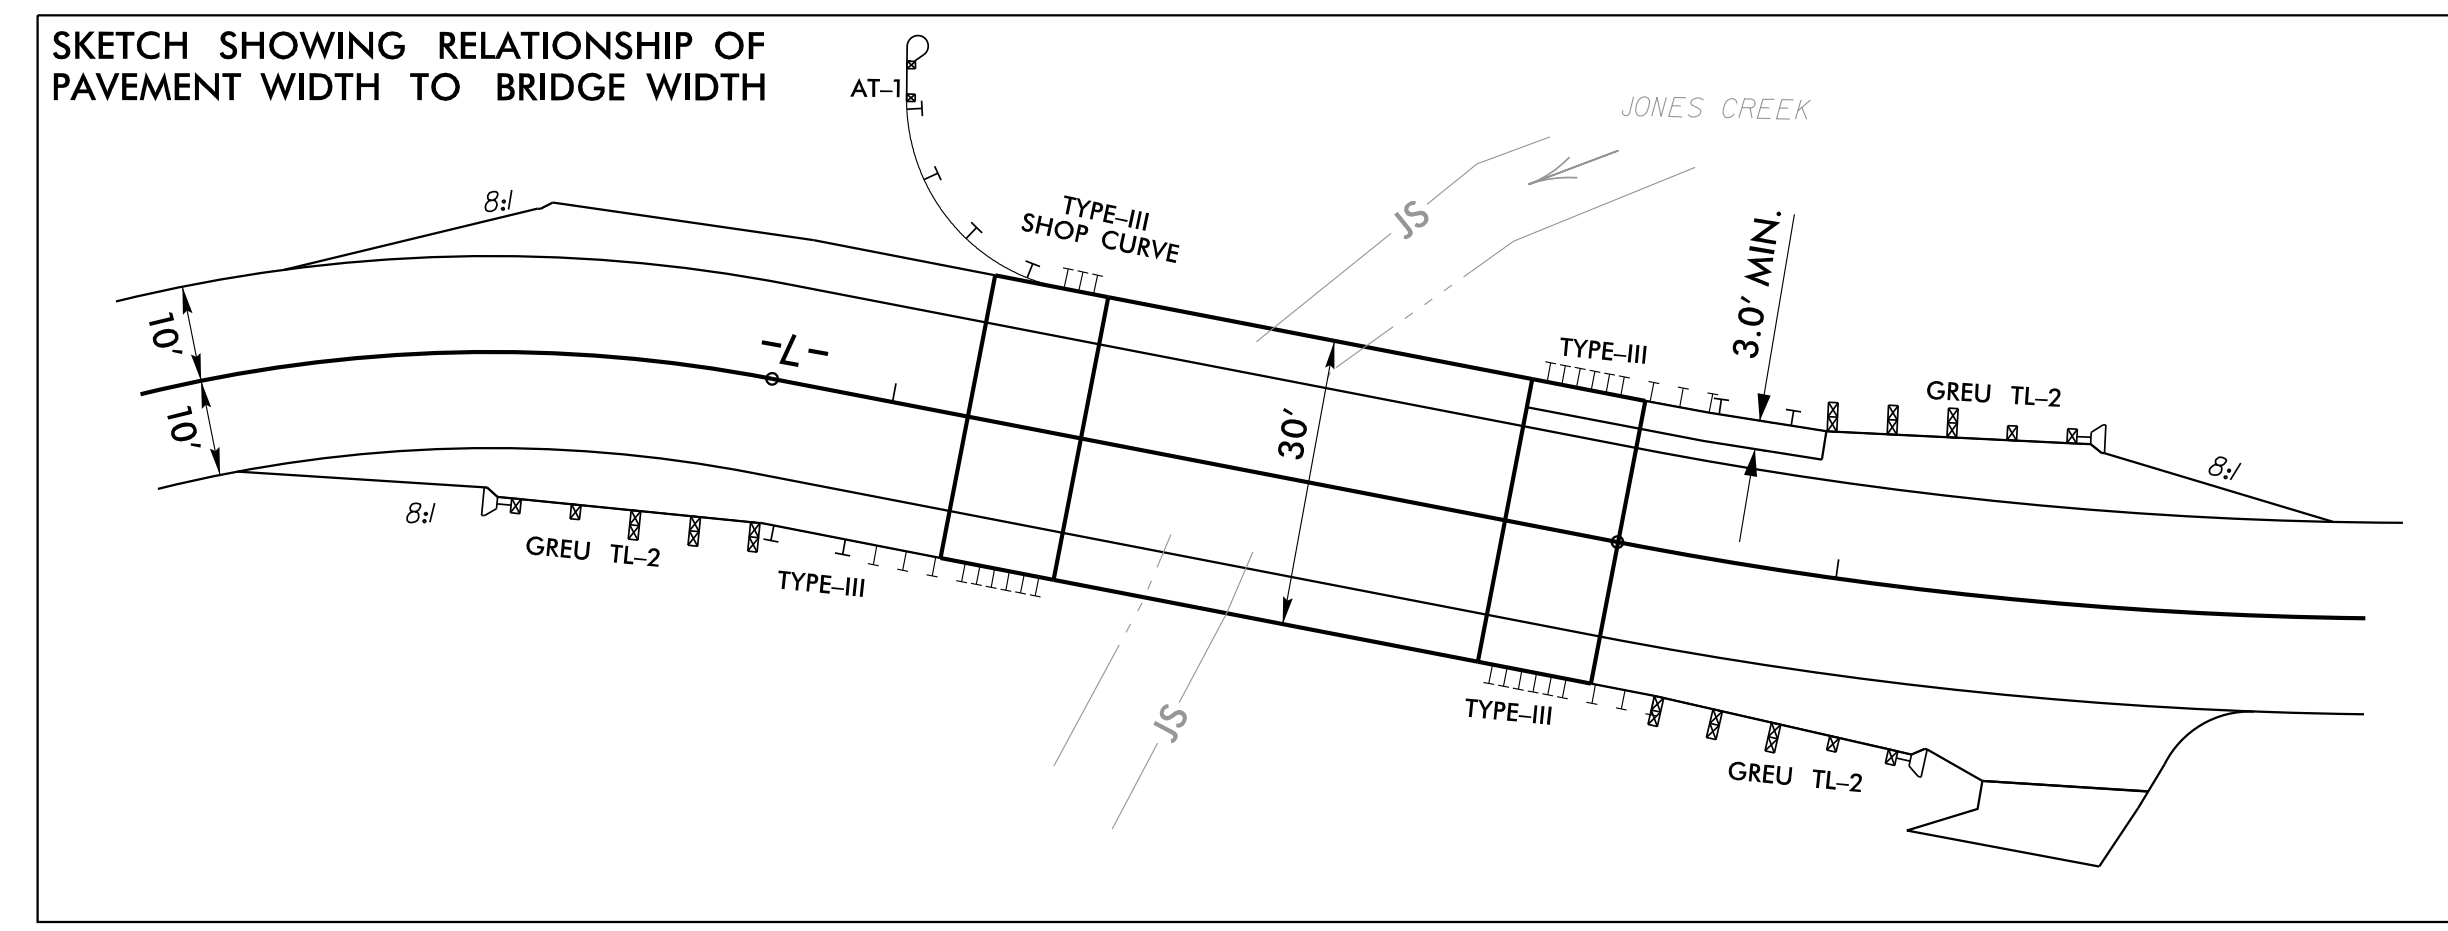 SKETCH SHOWING RELATIONSHIP OF
PAVEMENT WIDTH TO BRIDGE WIDTH
AT-1
JONES CREEK
8:1
TYPE-III
SHOP CURVE
JS
3.0' MIN.
10'
-L-
TYPE-III
GREU TL-2
10'
30'
8:1
8:1
GREU TL-2
TYPE-III
JS
TYPE-III
GREU TL-2